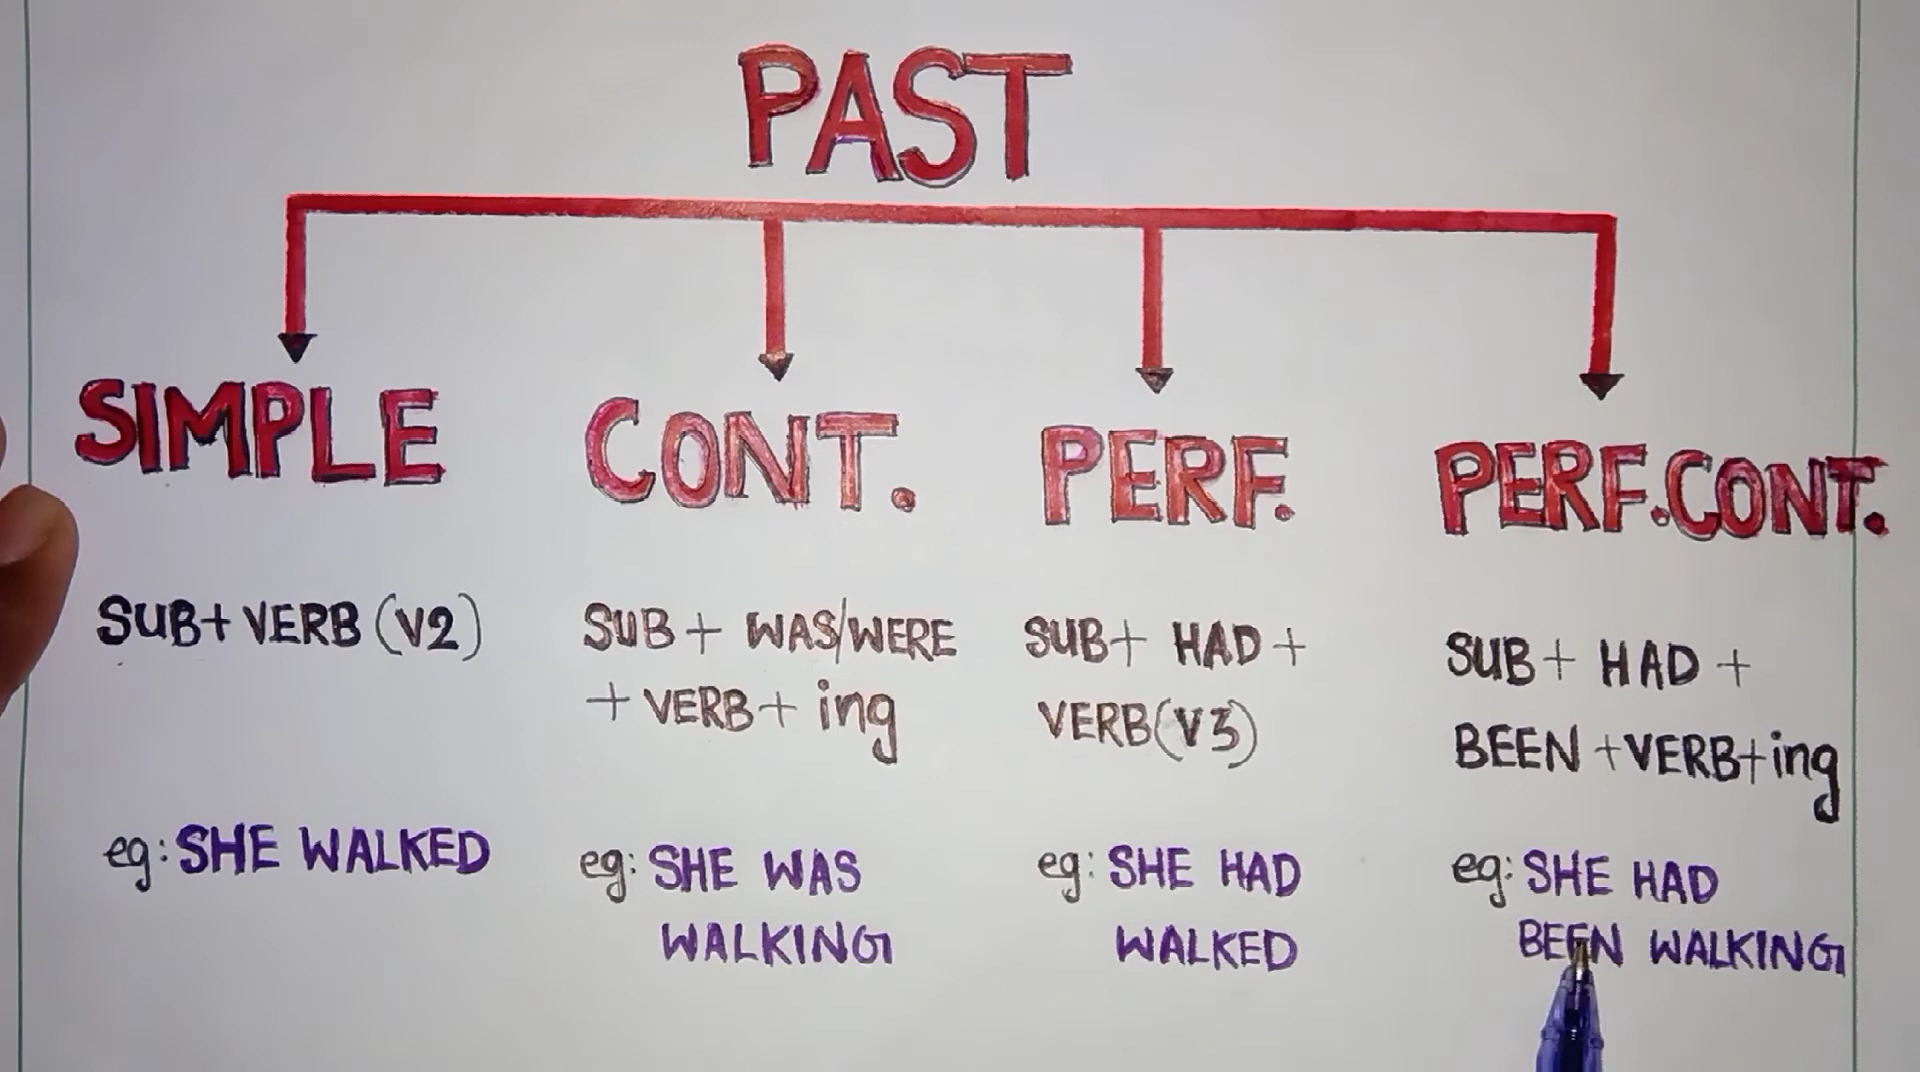 PAST
SIMPLE
SUB+ VERB (V2)
eg: SHE WALKED
CONT.
SUB + WAS/WERE
+ VERB + ing
eg: SHE WAS
WALKING
PERF.
SUB+ HAD +
VERB(V3)
eg: SHE HAD
WALKED
PERF.CONT.
SUB + HAD +
BEEN +VERB+ing
eg: SHE HAD
BEEN WALKING